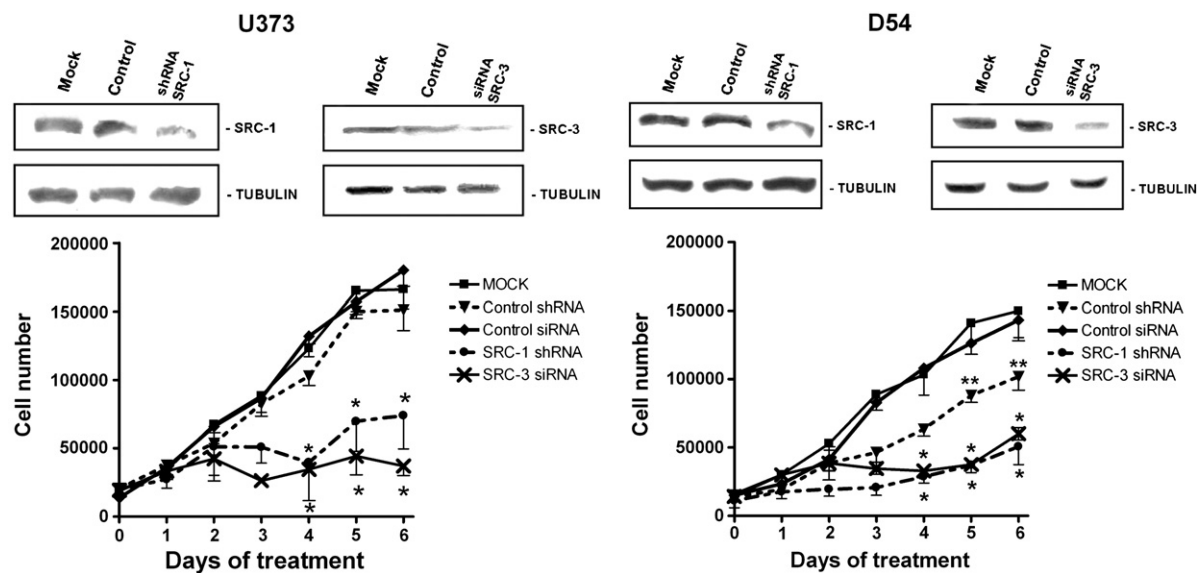 U373
Mock
Control
shRNA
SRC-1
- SRC-1
- TUBULIN
Mock
Control
siRNA
SRC-3
- SRC-3
- TUBULIN
200000
150000
100000
50000
0
Cell number
0 1 2 3 4 5 6
Days of treatment
MOCK
Control shRNA
Control siRNA
SRC-1 shRNA
SRC-3 siRNA
* * *
* * *
D54
Mock
Control
shRNA
SRC-1
- SRC-1
- TUBULIN
Mock
Control
siRNA
SRC-3
- SRC-3
- TUBULIN
200000
150000
100000
50000
0
Cell number
0 1 2 3 4 5 6
Days of treatment
MOCK
Control shRNA
Control siRNA
SRC-1 shRNA
SRC-3 siRNA
** **
* * *
* * *